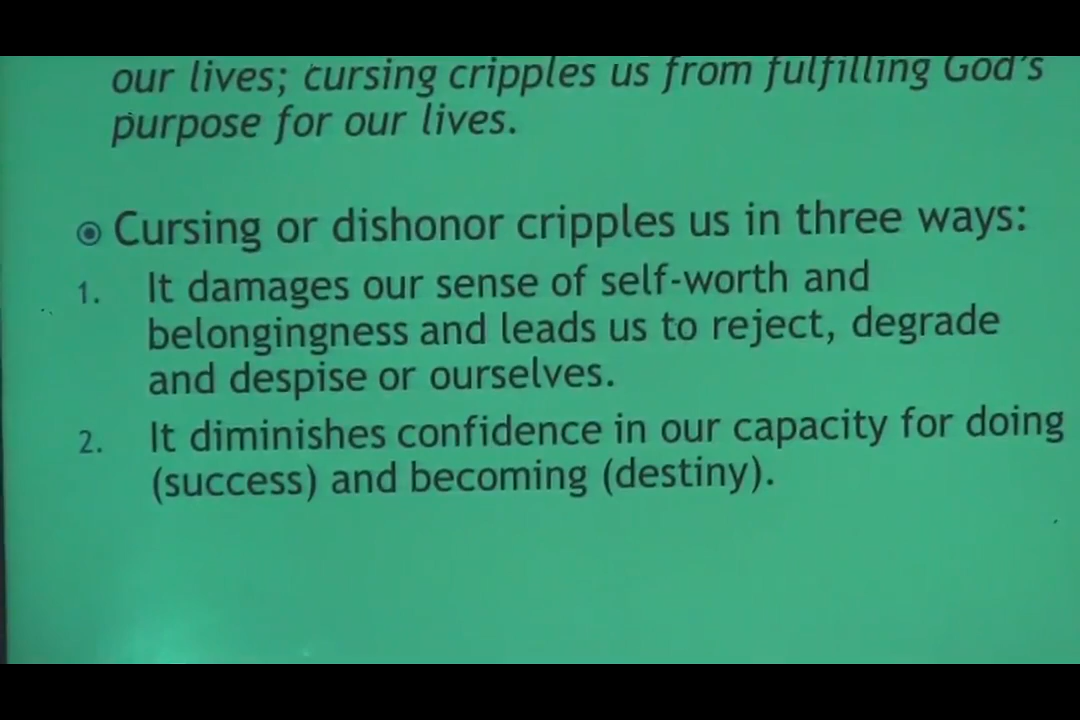 our lives; cursing cripples us from fulfilling God's
purpose for our lives.
Cursing or dishonor cripples us in three ways:
1. It damages our sense of self-worth and
belongingness and leads us to reject, degrade
and despise or ourselves.
2. It diminishes confidence in our capacity for doing
(success) and becoming (destiny).